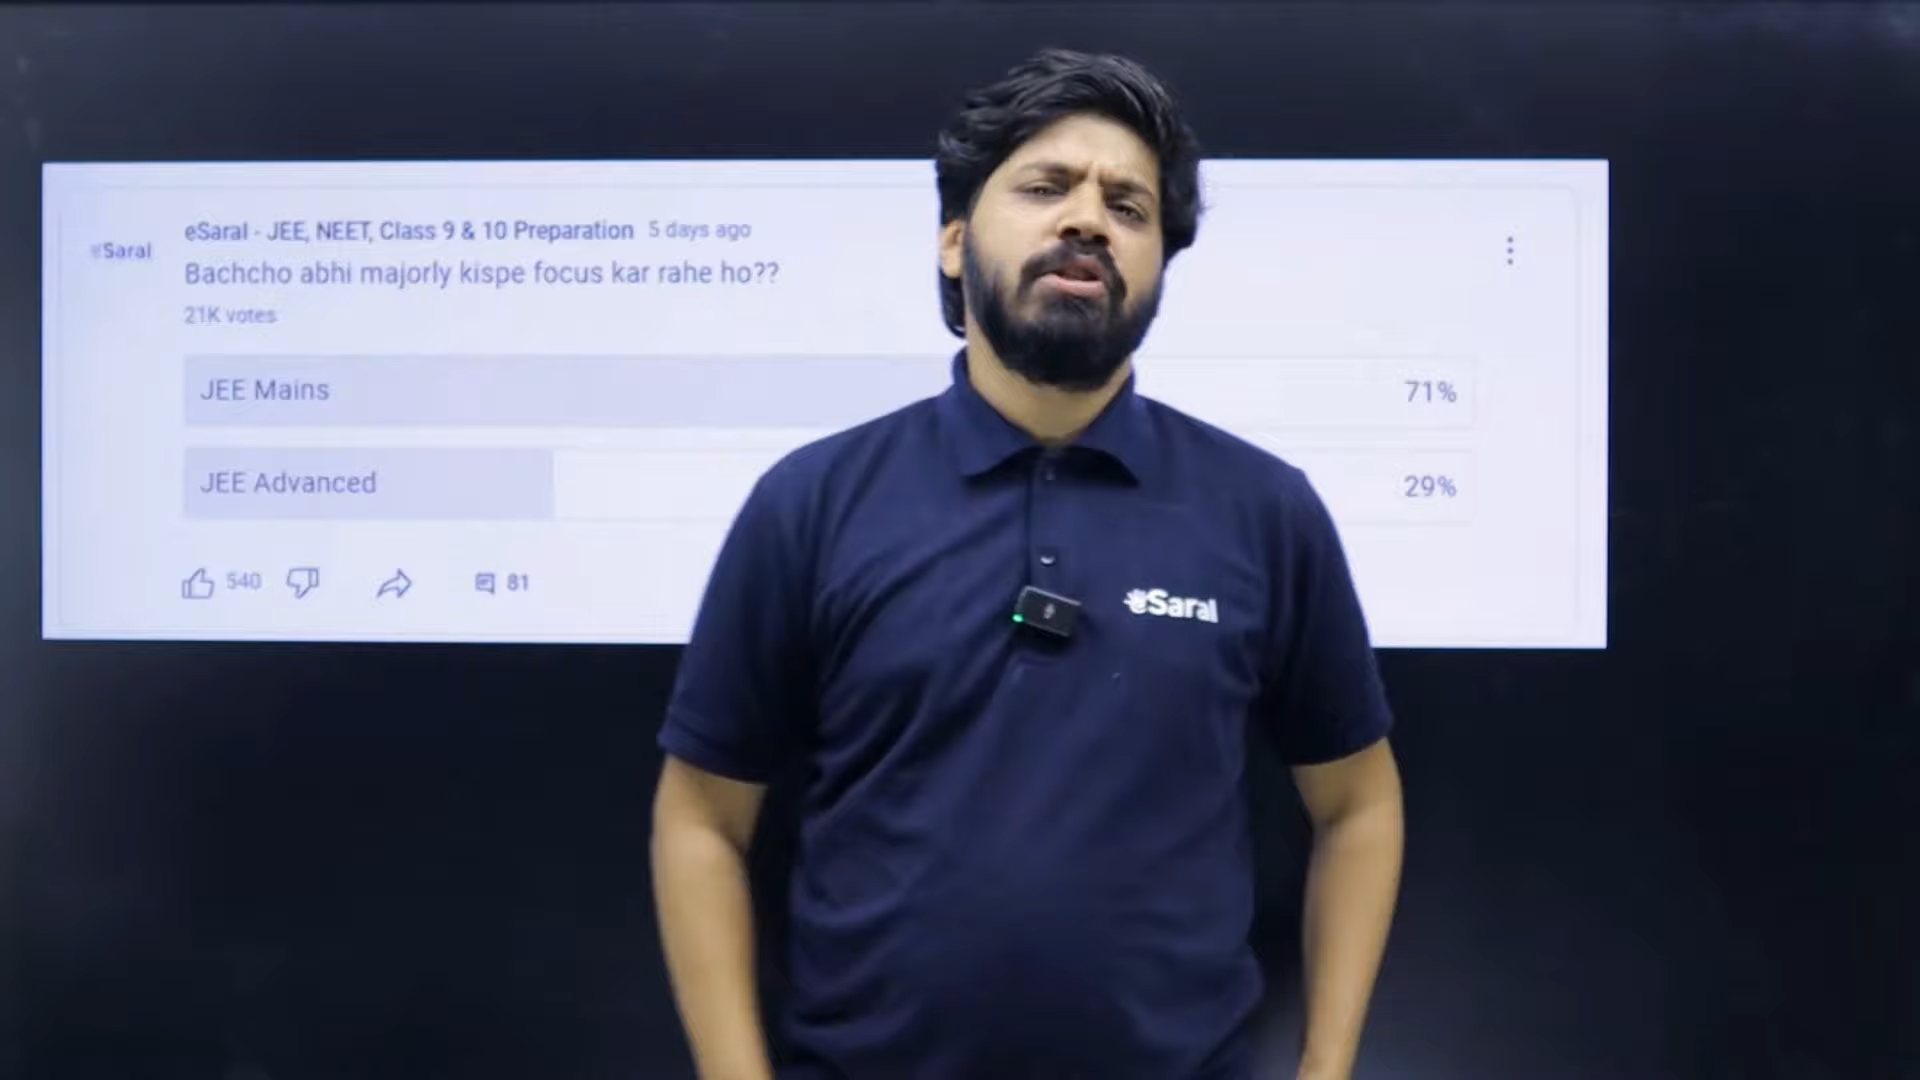 eSaral - JEE, NEET, Class 9 & 10 Preparation 5 days ago
eSaral
Bachcho abhi majorly kispe focus kar rahe ho??
21K votes
JEE Mains 71%
JEE Advanced 29%
540 81
eSaral